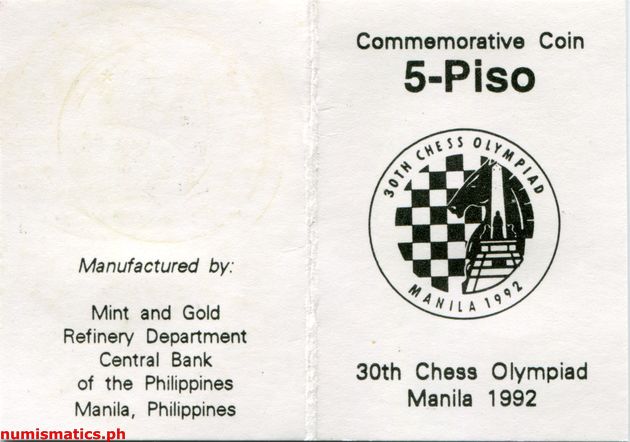 Manufactured by:
Mint and Gold
Refinery Department
Central Bank
of the Philippines
Manila, Philippines
numismatics.ph
Commemorative Coin
5-Piso
30TH CHESS OLYMPIAD
MANILA 1992
30th Chess Olympiad
Manila 1992